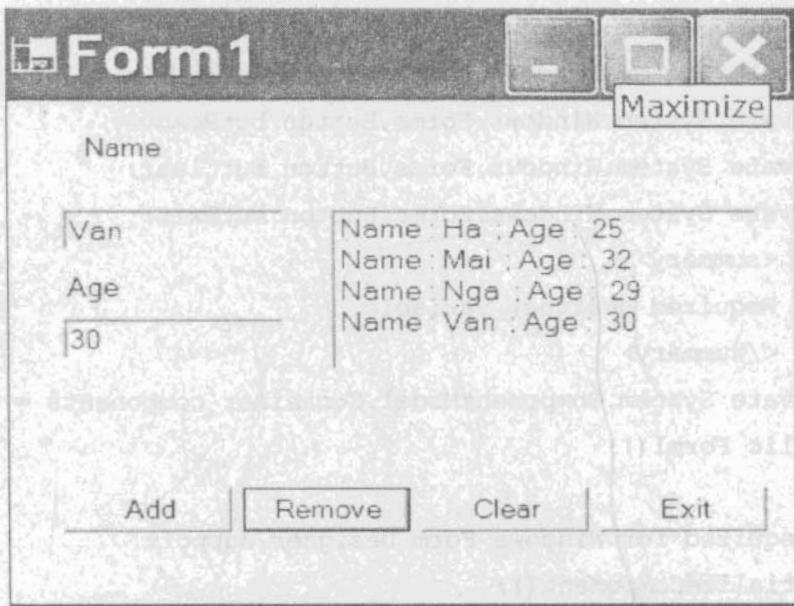 Form1
Maximize
Name
Van
Age
30
Name : Ha ; Age : 25
Name : Mai ; Age : 32
Name : Nga ; Age : 29
Name : Van ; Age : 30
Add
Remove
Clear
Exit